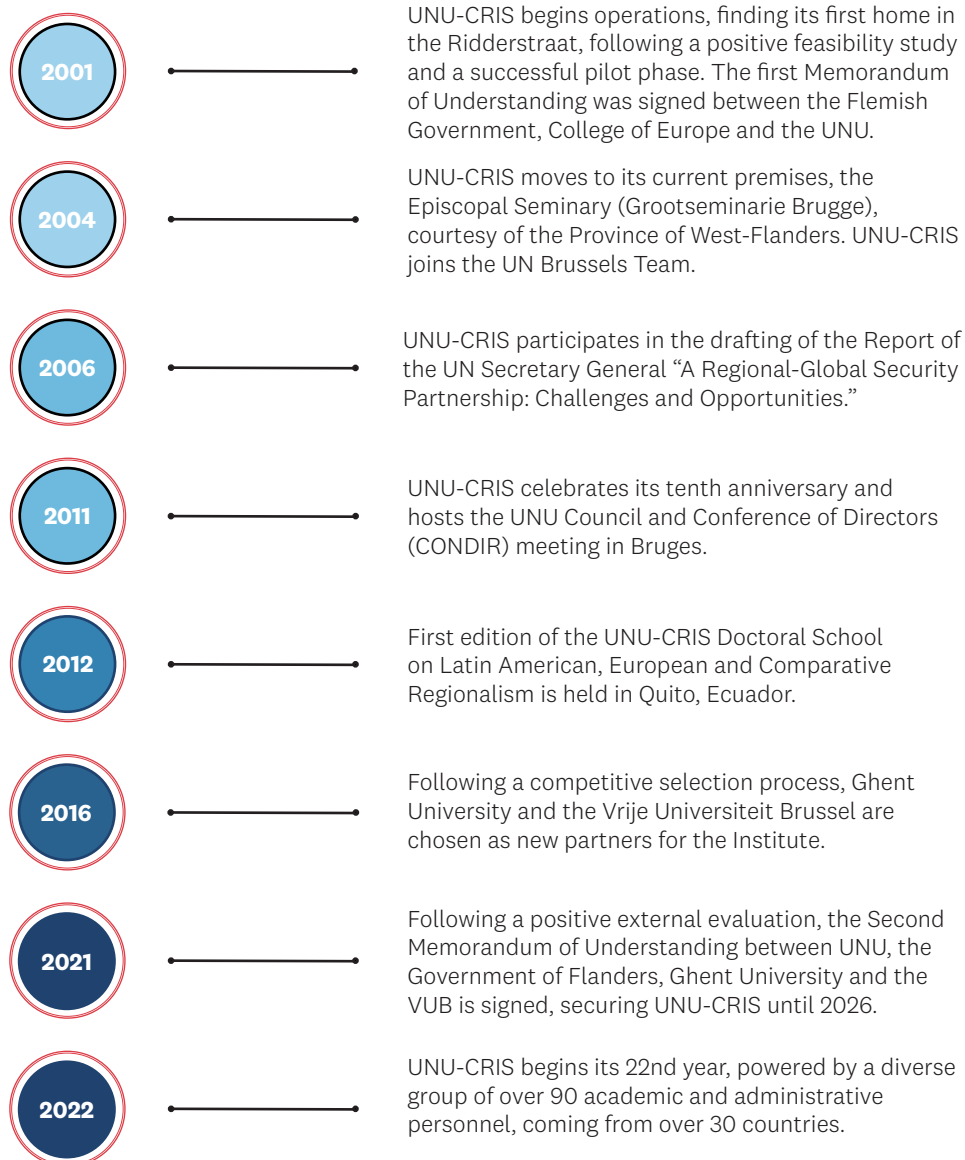 2001
UNU-CRIS begins operations, finding its first home in
the Ridderstraat, following a positive feasibility study
and a successful pilot phase. The first Memorandum
of Understanding was signed between the Flemish
Government, College of Europe and the UNU.
2004
UNU-CRIS moves to its current premises, the
Episcopal Seminary (Grootseminarie Brugge),
courtesy of the Province of West-Flanders. UNU-CRIS
joins the UN Brussels Team.
2006
UNU-CRIS participates in the drafting of the Report of
the UN Secretary General “A Regional-Global Security
Partnership: Challenges and Opportunities.”
2011
UNU-CRIS celebrates its tenth anniversary and
hosts the UNU Council and Conference of Directors
(CONDIR) meeting in Bruges.
2012
First edition of the UNU-CRIS Doctoral School
on Latin American, European and Comparative
Regionalism is held in Quito, Ecuador.
2016
Following a competitive selection process, Ghent
University and the Vrije Universiteit Brussel are
chosen as new partners for the Institute.
2021
Following a positive external evaluation, the Second
Memorandum of Understanding between UNU, the
Government of Flanders, Ghent University and the
VUB is signed, securing UNU-CRIS until 2026.
2022
UNU-CRIS begins its 22nd year, powered by a diverse
group of over 90 academic and administrative
personnel, coming from over 30 countries.